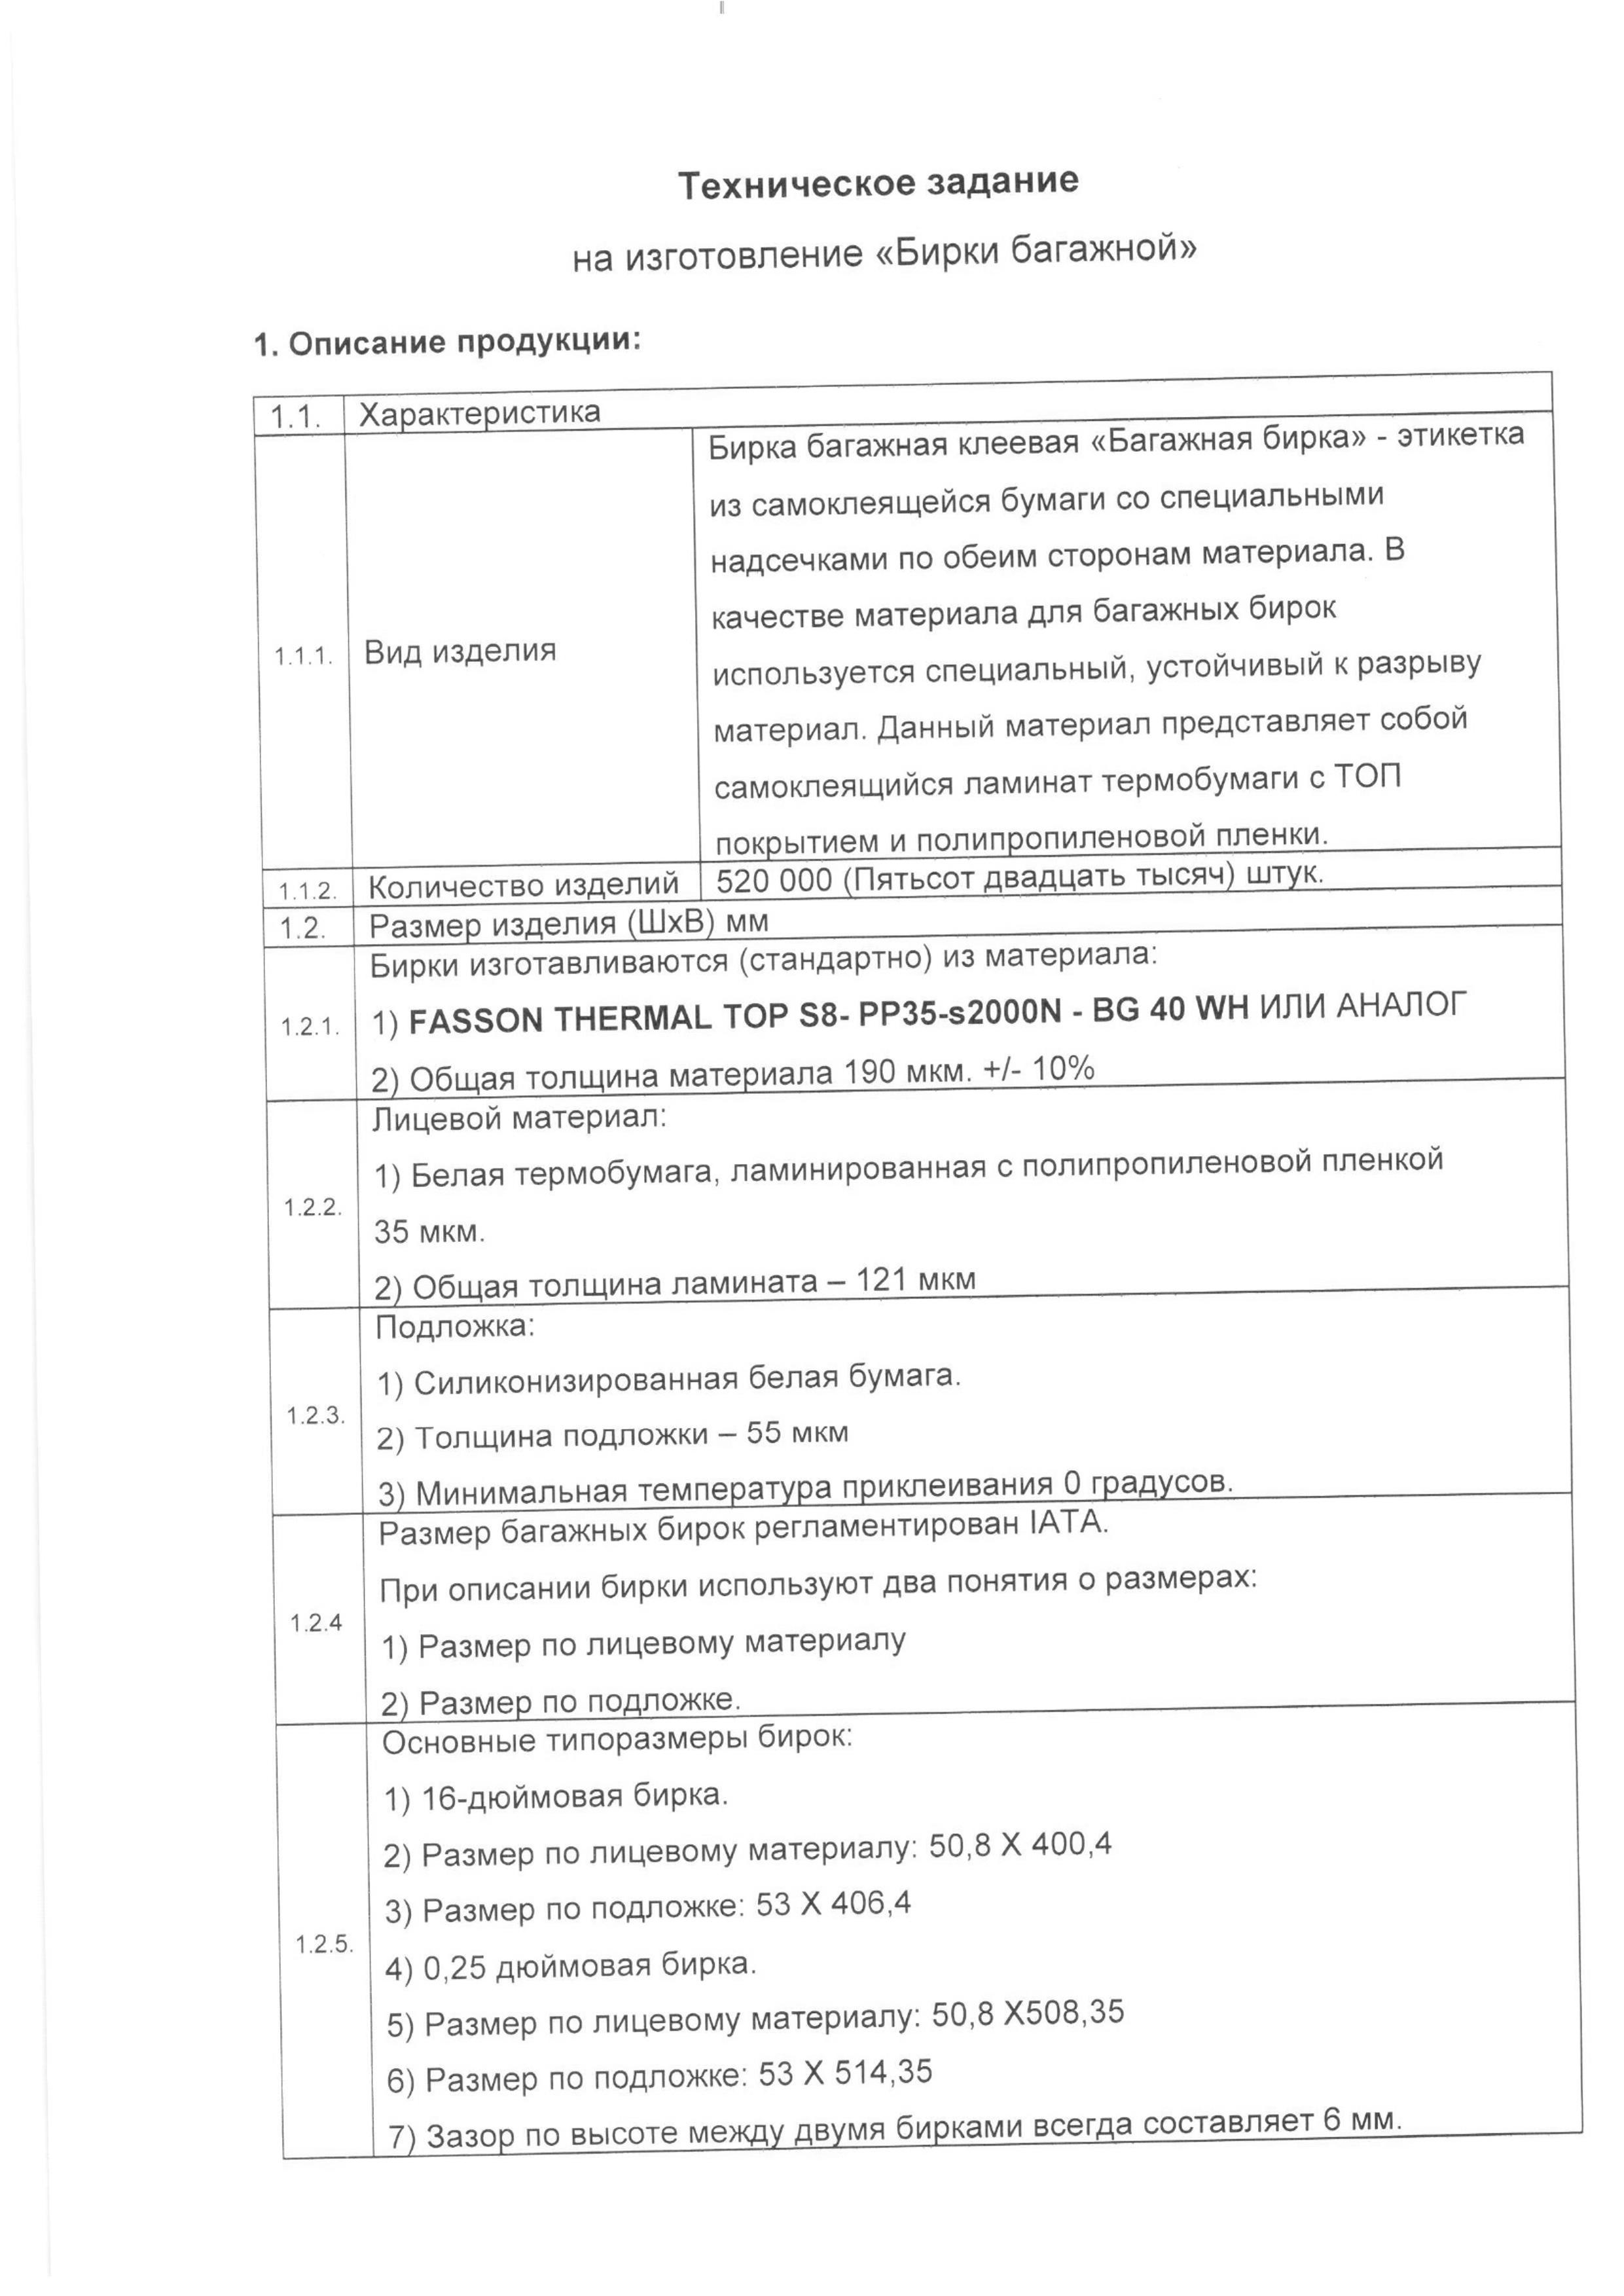 Техническое задание
на изготовление «Бирки багажной»
1. Описание продукции:
1.1. Характеристика
1.1.1. Вид изделия
Бирка багажная клеевая «Багажная бирка» - этикетка
из самоклеящейся бумаги со специальными
надсечками по обеим сторонам материала. В
качестве материала для багажных бирок
используется специальный, устойчивый к разрыву
материал. Данный материал представляет собой
самоклеящийся ламинат термобумаги с ТОП
покрытием и полипропиленовой пленки.
1.1.2. Количество изделий 520 000 (Пятьсот двадцать тысяч) штук.
1.2. Размер изделия (ШхВ) мм
1.2.1.
Бирки изготавливаются (стандартно) из материала:
1) FASSON THERMAL TOP S8- PP35-s2000N - BG 40 WH ИЛИ АНАЛОГ
2) Общая толщина материала 190 мкм. +/- 10%
1.2.2.
Лицевой материал:
1) Белая термобумага, ламинированная с полипропиленовой пленкой
35 мкм.
2) Общая толщина ламината – 121 мкм
1.2.3.
Подложка:
1) Силиконизированная белая бумага.
2) Толщина подложки – 55 мкм
3) Минимальная температура приклеивания 0 градусов.
1.2.4
Размер багажных бирок регламентирован IATA.
При описании бирки используют два понятия о размерах:
1) Размер по лицевому материалу
2) Размер по подложке.
1.2.5.
Основные типоразмеры бирок:
1) 16-дюймовая бирка.
2) Размер по лицевому материалу: 50,8 X 400,4
3) Размер по подложке: 53 X 406,4
4) 0,25 дюймовая бирка.
5) Размер по лицевому материалу: 50,8 X508,35
6) Размер по подложке: 53 X 514,35
7) Зазор по высоте между двумя бирками всегда составляет 6 мм.